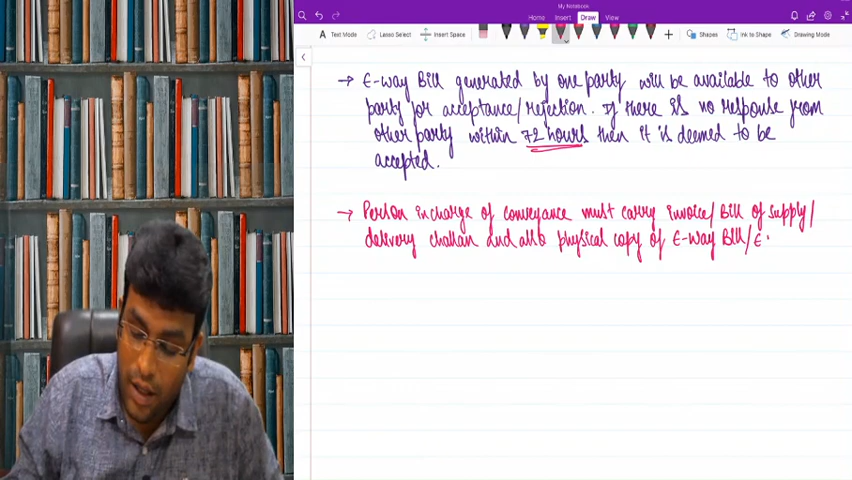 My Notebook
Home Insert Draw View
Text Mode Lasso Select Insert Space Shapes Ink to Shape Drawing Mode
→ E-way Bill generated by one party will be available to other
party for acceptance/rejection. If there is no response from
other party within 72 hours then it is deemed to be
accepted.
→ Person in charge of conveyance must carry invoice/ Bill of supply/
delivery challan and also physical copy of E-way Bill/E